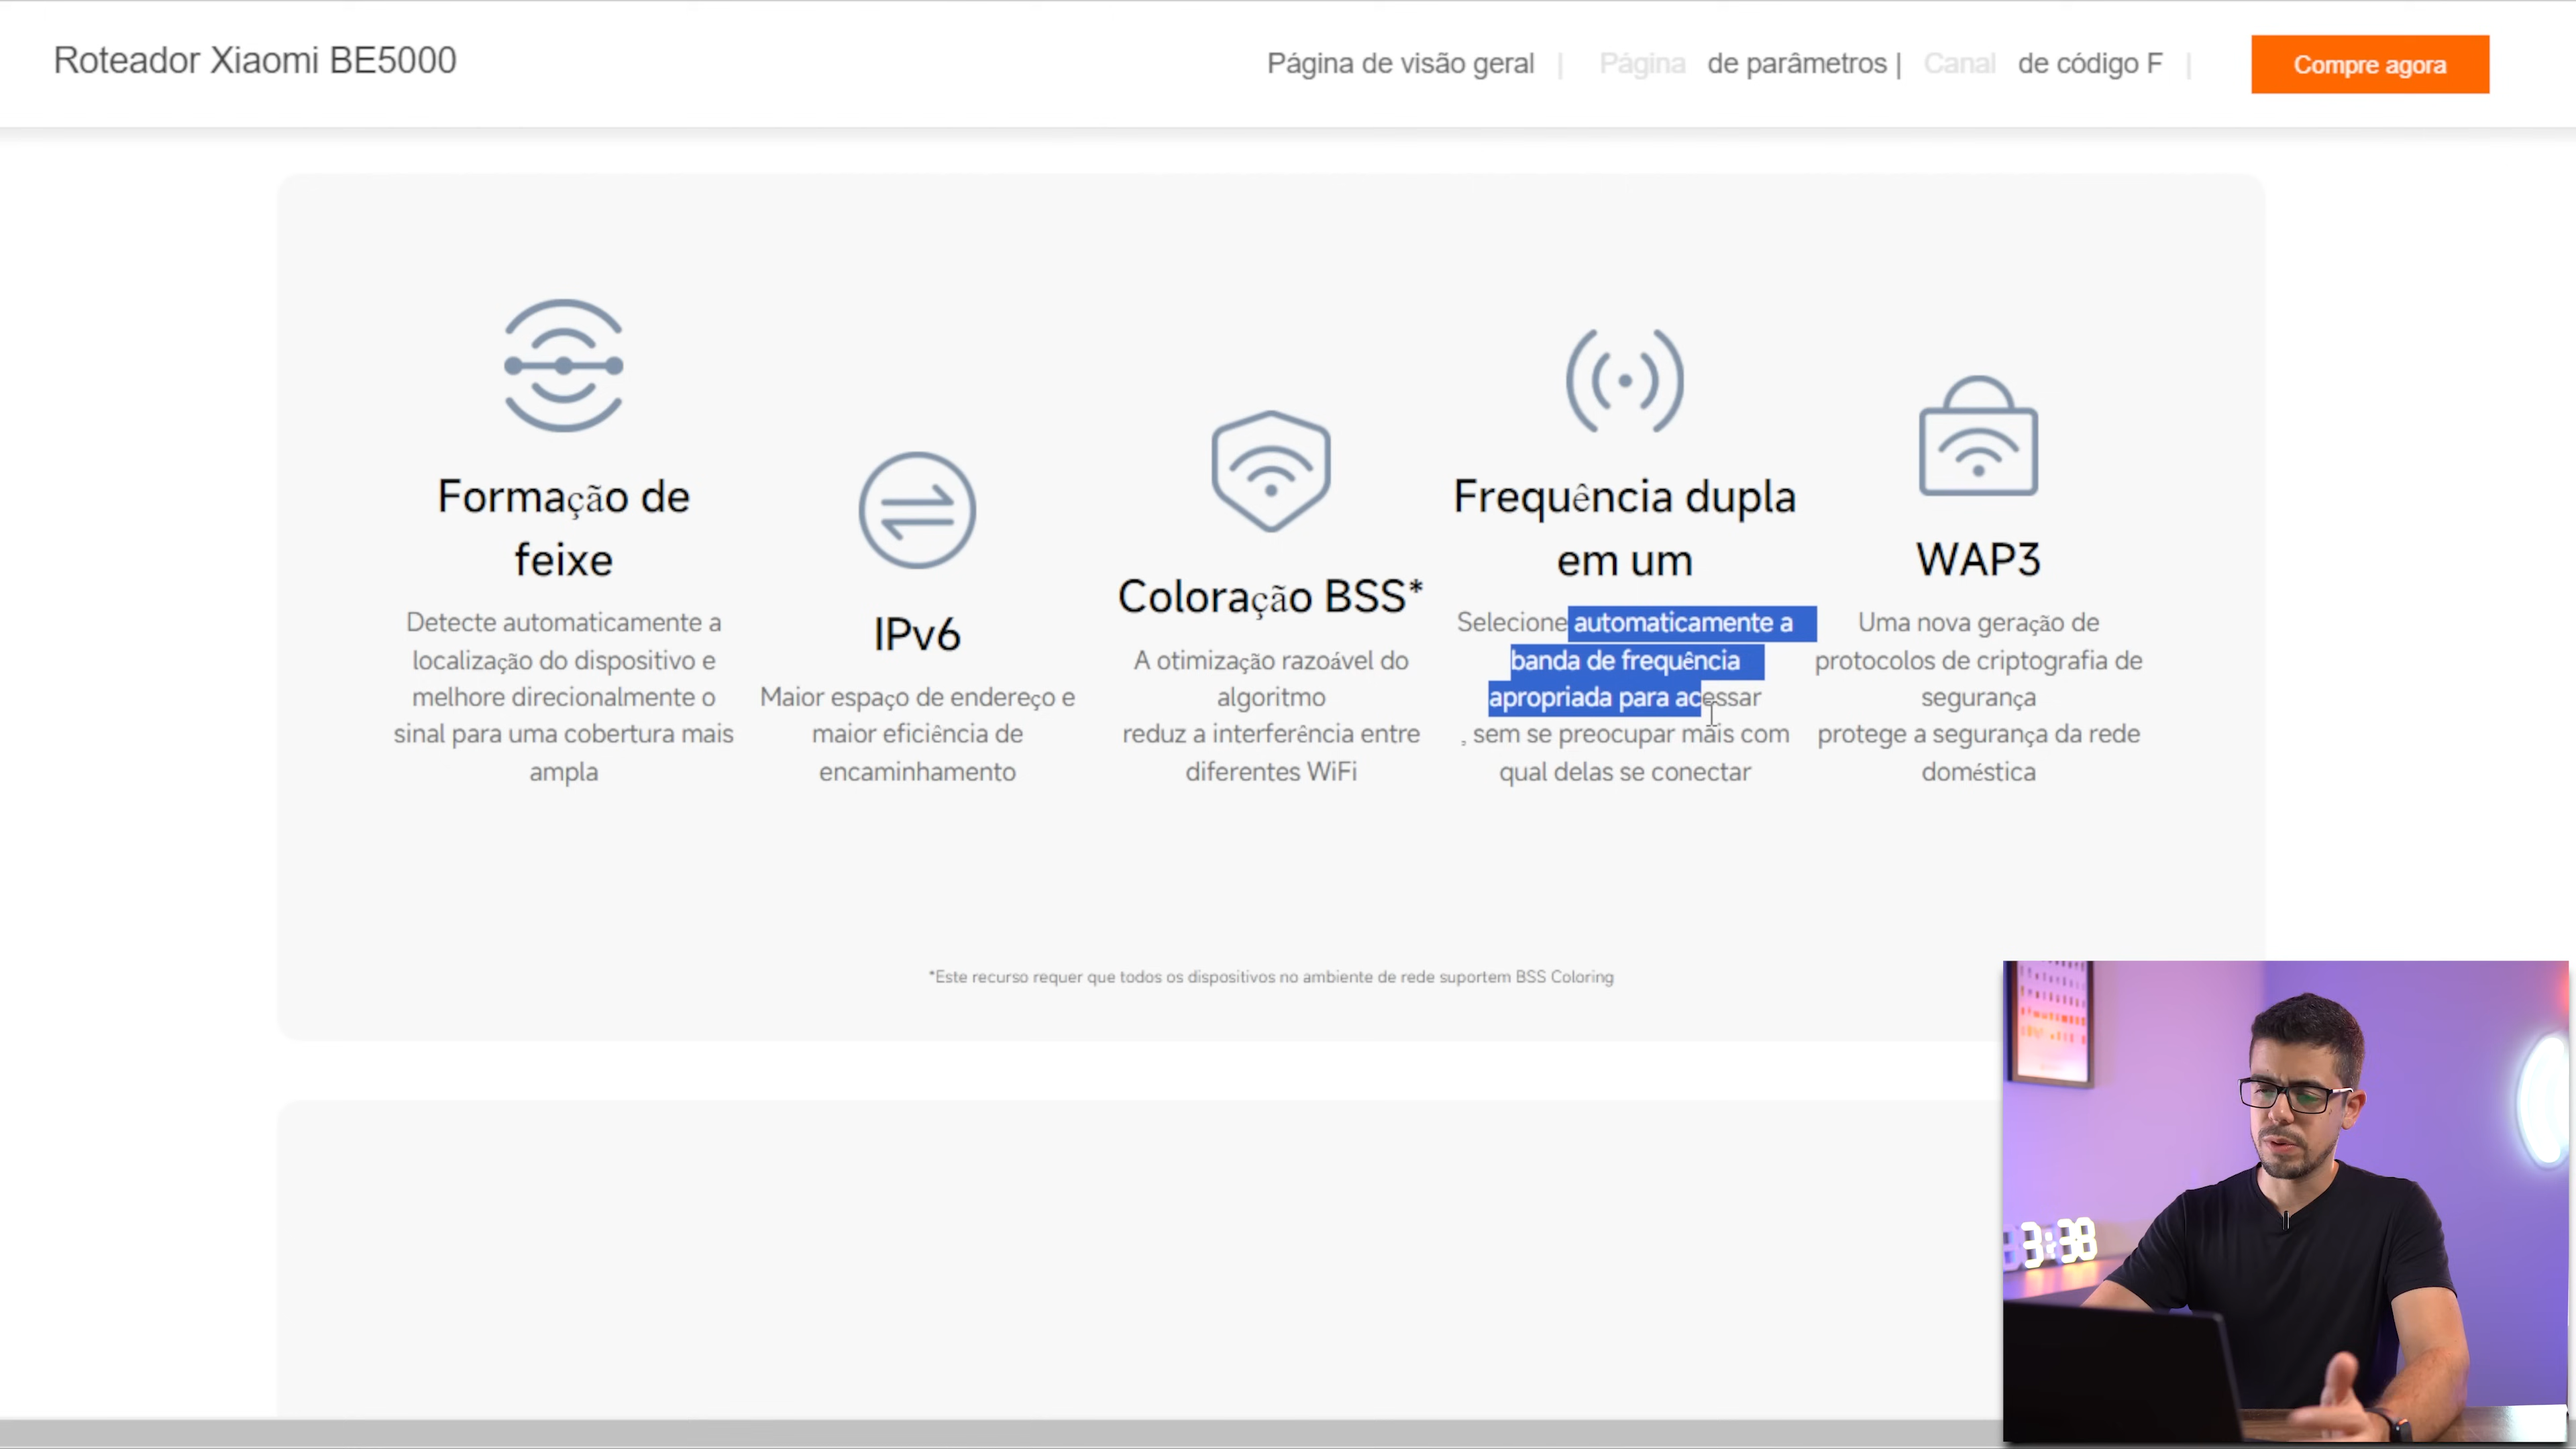 Roteador Xiaomi BE5000
Página de visão geral | Página de parâmetros | Canal de código F |
Compre agora
Formação de
feixe
Detecte automaticamente a
localização do dispositivo e
melhore direcionalmente o
sinal para uma cobertura mais
ampla
IPv6
Maior espaço de endereço e
maior eficiência de
encaminhamento
Coloração BSS*
A otimização razoável do
algoritmo
reduz a interferência entre
diferentes WiFi
Frequência dupla
em um
Selecione automaticamente a
banda de frequência
apropriada para acessar
, sem se preocupar mais com
qual delas se conectar
WAP3
Uma nova geração de
protocolos de criptografia de
segurança
protege a segurança da rede
doméstica
*Este recurso requer que todos os dispositivos no ambiente de rede suportem BSS Coloring
3:38